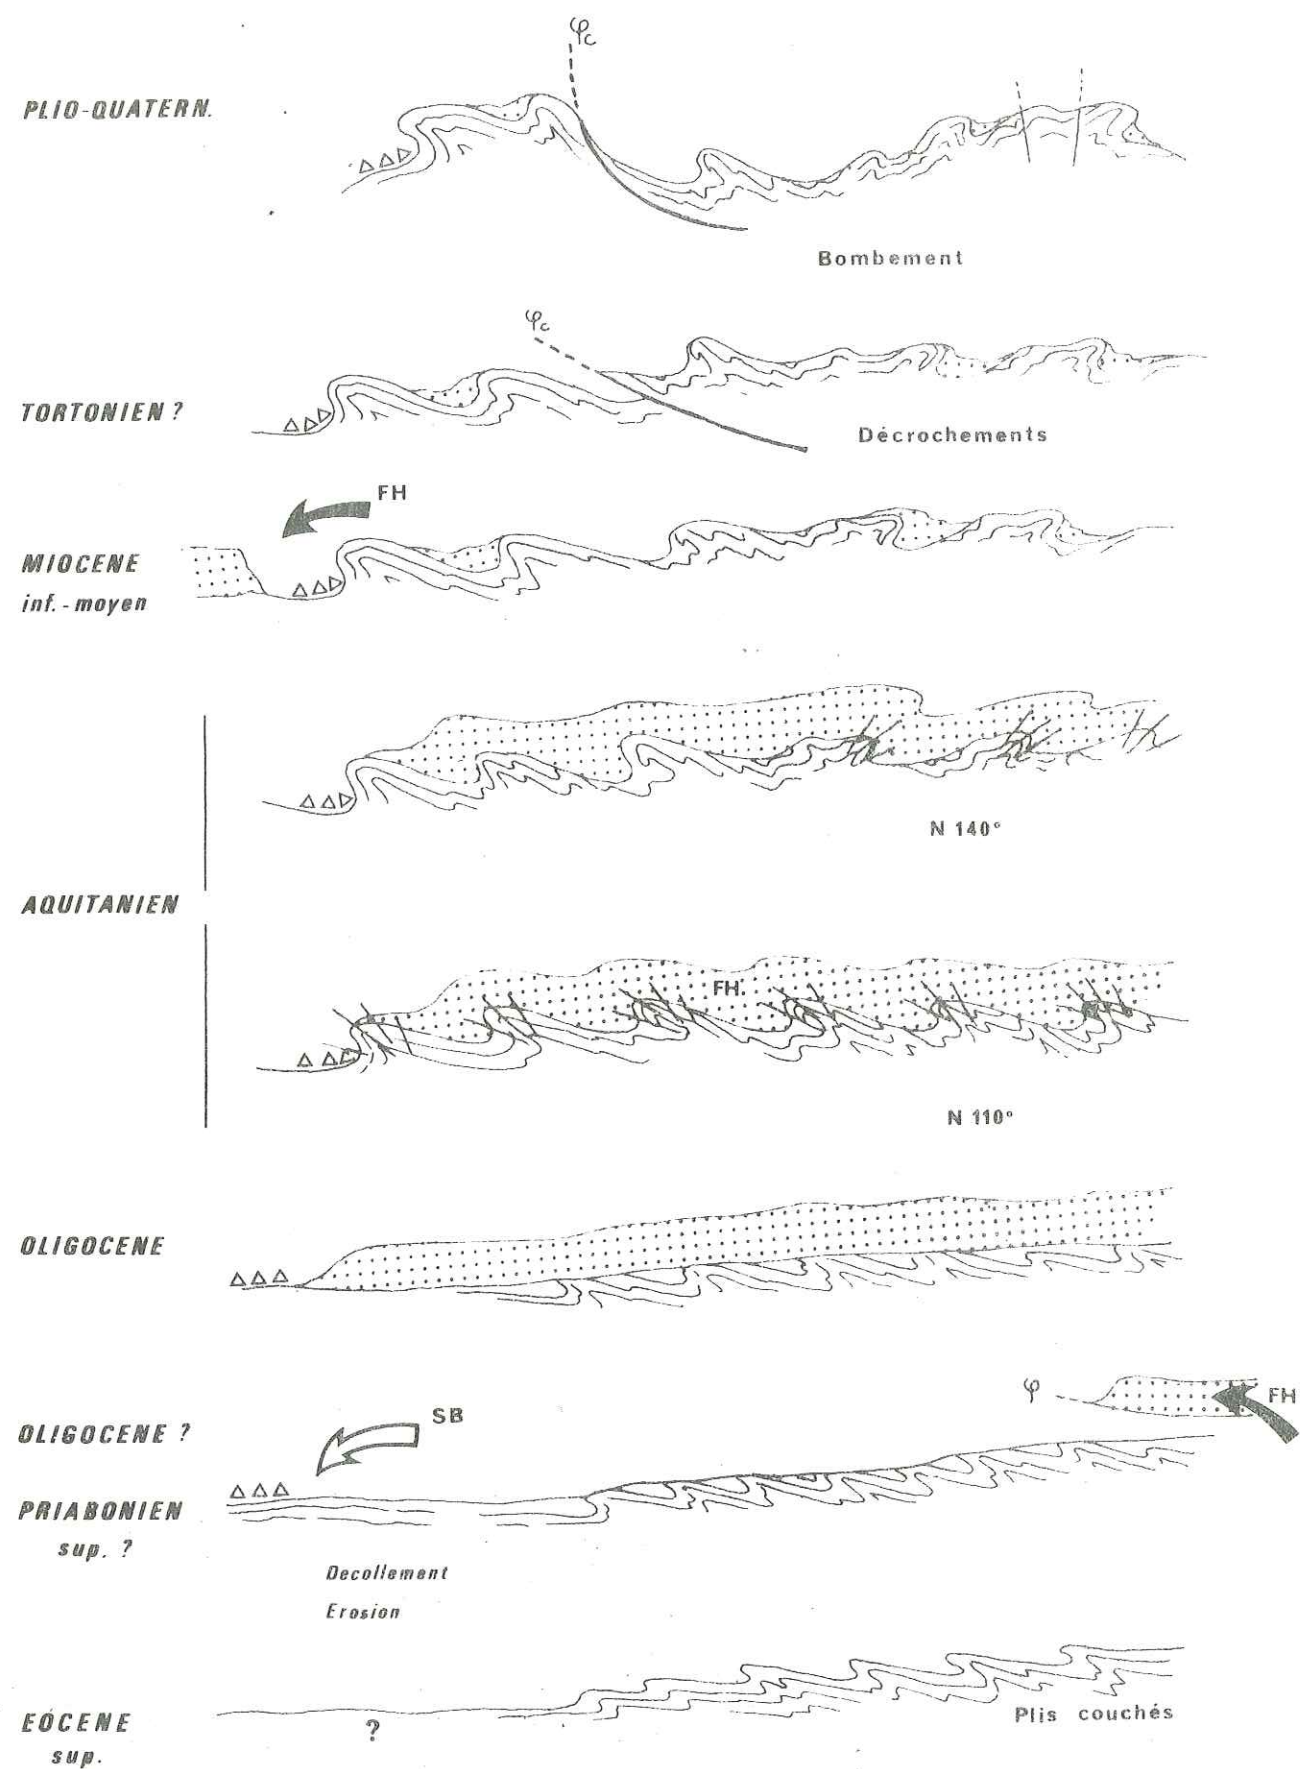 φc
PLIO-QUATERN.
Bombement
φc
TORTONIEN ?
Décrochements
FH
MIOCENE
inf. - moyen
N 140°
AQUITANIEN
FH
N 110°
OLIGOCENE
φ
FH
SB
OLIGOCENE ?
PRIABONIEN
sup. ?
Decollement
Erosion
EOCENE
sup.
?
Plis couchés